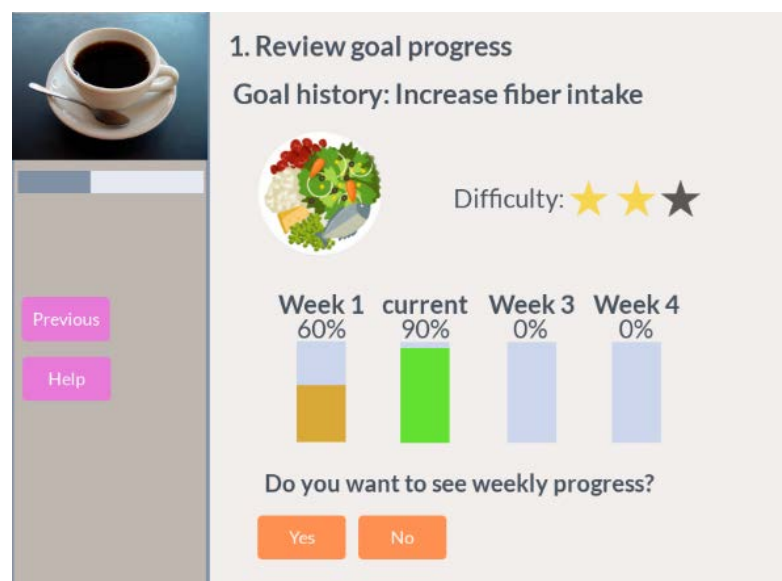 1. Review goal progress
Goal history: Increase fiber intake
Difficulty:
Week 1 current Week 3 Week 4
60% 90% 0% 0%
Previous
Help
Do you want to see weekly progress?
Yes No